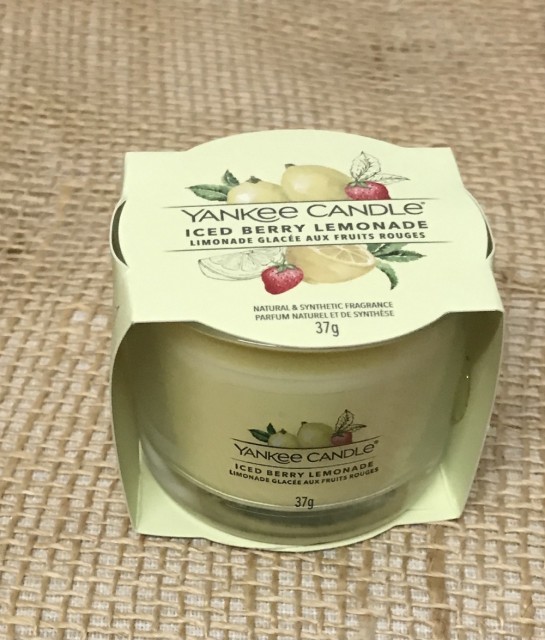 YANKee CANDLe®
ICED BERRY LEMONADE
LIMONADE GLACÉE AUX FRUITS ROUGES
NATURAL & SYNTHETIC FRAGRANCE
PARFUM NATUREL ET DE SYNTHÈSE
37g
YANKee CANDLe®
ICED BERRY LEMONADE
LIMONADE GLACÉE AUX FRUITS ROUGES
37g